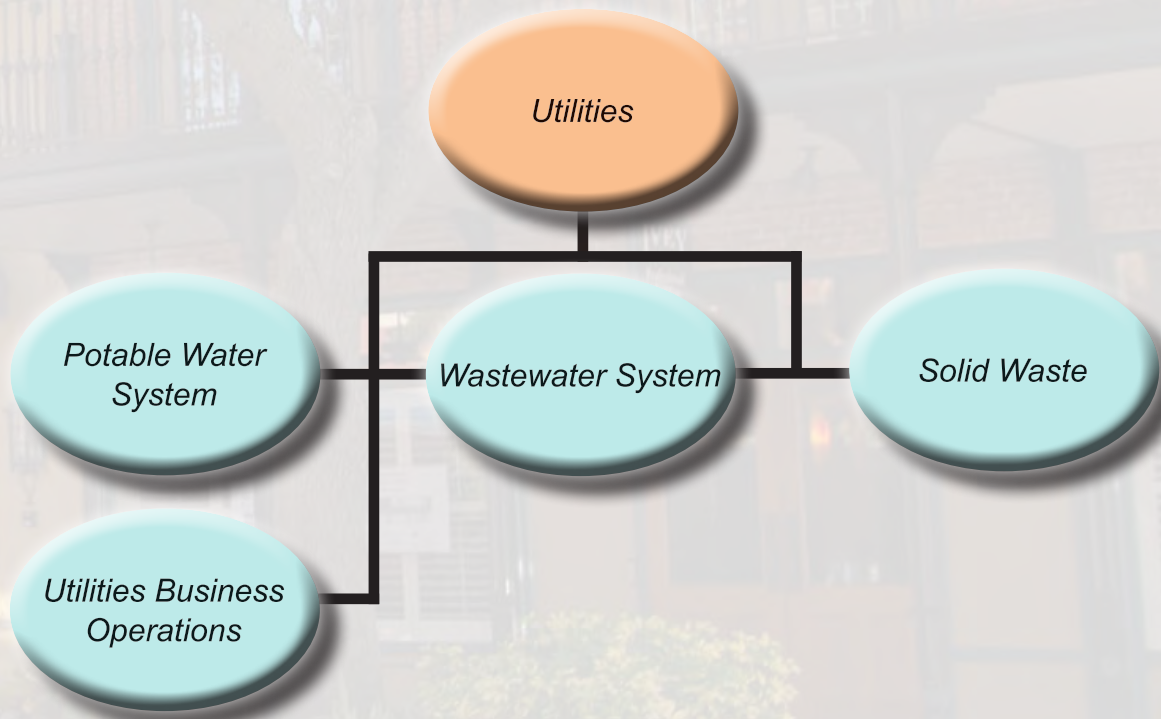 Utilities
Potable Water
System
Wastewater System
Solid Waste
Utilities Business
Operations